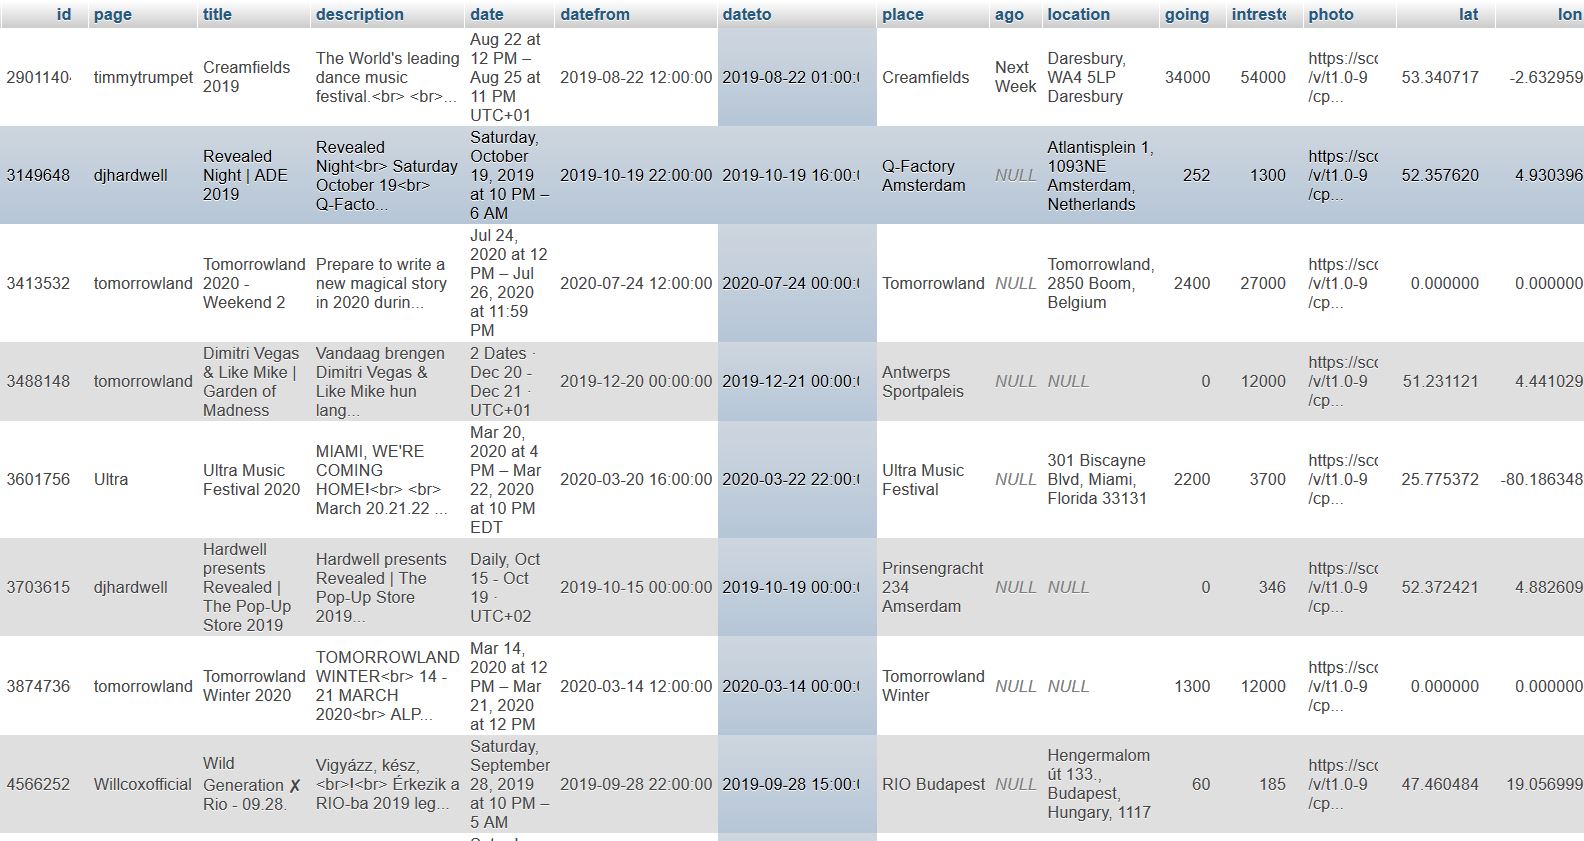 id page title description date datefrom dateto place ago location going intreste photo lat lon
2901140 timmytrumpet Creamfields
2019 The World's leading
dance music
festival.<br> <br>... Aug 22 at
12 PM –
Aug 25 at
11 PM
UTC+01 2019-08-22 12:00:00 2019-08-22 01:00:0 Creamfields Next
Week Daresbury,
WA4 5LP
Daresbury 34000 54000 https://sco
/v/t1.0-9
/cp... 53.340717 -2.632959
3149648 djhardwell Revealed
Night | ADE
2019 Revealed
Night<br> Saturday
October 19<br>
Q-Facto... Saturday,
October
19, 2019
at 10 PM –
6 AM 2019-10-19 22:00:00 2019-10-19 16:00:0 Q-Factory
Amsterdam NULL Atlantisplein 1,
1093NE
Amsterdam,
Netherlands 252 1300 https://sco
/v/t1.0-9
/cp... 52.357620 4.930396
3413532 tomorrowland Tomorrowland
2020 -
Weekend 2 Prepare to write a
new magical story
in 2020 durin... Jul 24,
2020 at 12
PM – Jul
26, 2020
at 11:59
PM 2020-07-24 12:00:00 2020-07-24 00:00:0 Tomorrowland NULL Tomorrowland,
2850 Boom,
Belgium 2400 27000 https://sco
/v/t1.0-9
/cp... 0.000000 0.000000
3488148 tomorrowland Dimitri Vegas
& Like Mike |
Garden of
Madness Vandaag brengen
Dimitri Vegas &
Like Mike hun
lang... 2 Dates ·
Dec 20 -
Dec 21 ·
UTC+01 2019-12-20 00:00:00 2019-12-21 00:00:0 Antwerps
Sportpaleis NULL NULL 0 12000 https://sco
/v/t1.0-9
/cp... 51.231121 4.441029
3601756 Ultra Ultra Music
Festival 2020 MIAMI, WE'RE
COMING
HOME!<br> <br>
March 20.21.22 ... Mar 20,
2020 at 4
PM – Mar
22, 2020
at 10 PM
EDT 2020-03-20 16:00:00 2020-03-22 22:00:0 Ultra Music
Festival NULL 301 Biscayne
Blvd, Miami,
Florida 33131 2200 3700 https://sco
/v/t1.0-9
/cp... 25.775372 -80.186348
3703615 djhardwell Hardwell
presents
Revealed |
The Pop-Up
Store 2019 Hardwell presents
Revealed | The
Pop-Up Store
2019... Daily, Oct
15 - Oct
19 ·
UTC+02 2019-10-15 00:00:00 2019-10-19 00:00:0 Prinsengracht
234
Amserdam NULL NULL 0 346 https://sco
/v/t1.0-9
/cp... 52.372421 4.882609
3874736 tomorrowland Tomorrowland
Winter 2020 TOMORROWLAND
WINTER<br> 14 -
21 MARCH
2020<br> ALP... Mar 14,
2020 at 12
PM – Mar
21, 2020
at 12 PM 2020-03-14 12:00:00 2020-03-14 00:00:0 Tomorrowland
Winter NULL NULL 1300 12000 https://sco
/v/t1.0-9
/cp... 0.000000 0.000000
4566252 Willcoxofficial Wild
Generation ✗
Rio - 09.28. Vigyázz, kész,
<br>!<br> Érkezik a
RIO-ba 2019 leg... Saturday,
September
28, 2019
at 10 PM –
5 AM 2019-09-28 22:00:00 2019-09-28 15:00:0 RIO Budapest NULL Hengermalom
út 133.,
Budapest,
Hungary, 1117 60 185 https://sco
/v/t1.0-9
/cp... 47.460484 19.056999